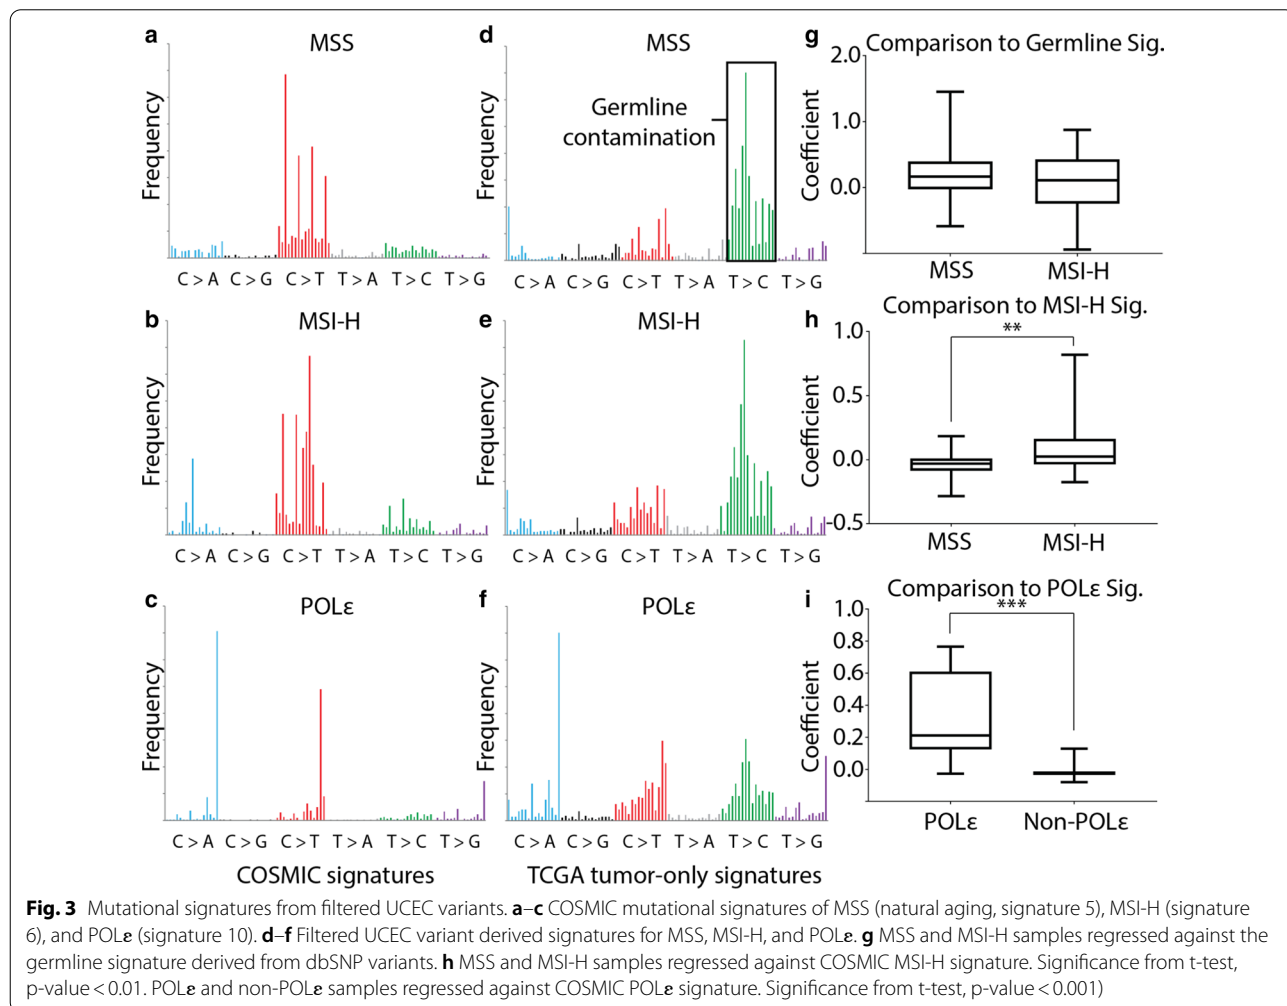 a MSS
Frequency
C > A C > G C > T T > A T > C T > G
b MSI-H
Frequency
C > A C > G C > T T > A T > C T > G
c POLε
Frequency
C > A C > G C > T T > A T > C T > G
COSMIC signatures
d MSS
Germline
contamination
Frequency
C > A C > G C > T T > A T > C T > G
e MSI-H
Frequency
C > A C > G C > T T > A T > C T > G
f POLε
Frequency
C > A C > G C > T T > A T > C T > G
TCGA tumor-only signatures
g Comparison to Germline Sig.
2.0
1.0
0.0
Coefficient
MSS MSI-H
h Comparison to MSI-H Sig.
**
1.0
0.5
0.0
-0.5
Coefficient
MSS MSI-H
i Comparison to POLε Sig.
***
1.0
0.8
0.6
0.4
0.2
0.0
Coefficient
POLε Non-POLε
Fig. 3 Mutational signatures from filtered UCEC variants. a–c COSMIC mutational signatures of MSS (natural aging, signature 5), MSI-H (signature
6), and POLε (signature 10). d–f Filtered UCEC variant derived signatures for MSS, MSI-H, and POLε. g MSS and MSI-H samples regressed against the
germline signature derived from dbSNP variants. h MSS and MSI-H samples regressed against COSMIC MSI-H signature. Significance from t-test,
p-value < 0.01. POLε and non-POLε samples regressed against COSMIC POLε signature. Significance from t-test, p-value < 0.001)